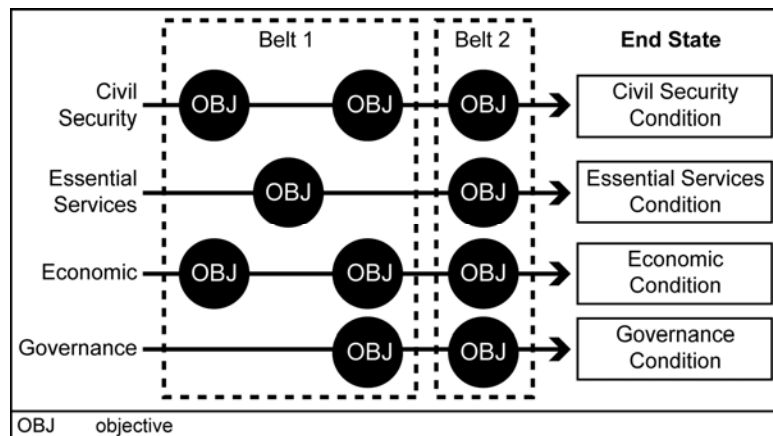 Belt 1 Belt 2 End State
Civil
Security
OBJ OBJ OBJ
Civil Security
Condition
Essential
Services
OBJ OBJ
Essential Services
Condition
Economic
OBJ OBJ OBJ
Economic
Condition
Governance
OBJ OBJ
Governance
Condition
OBJ objective